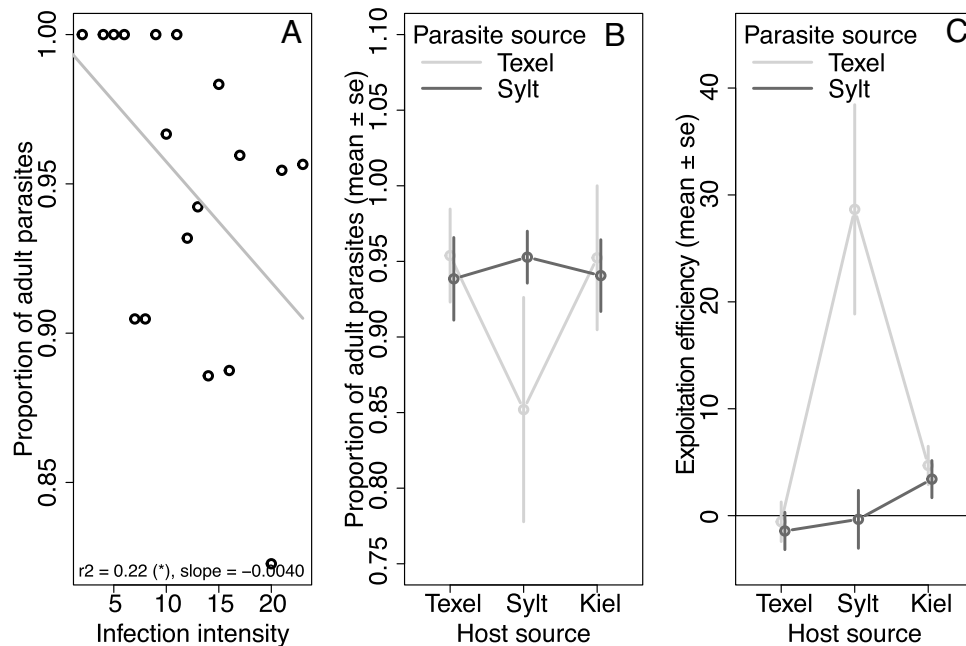 A
Proportion of adult parasites
1.00
0.95
0.90
0.85
r2 = 0.22 (*), slope = −0.0040
5 10 15 20
Infection intensity
Parasite source B
Texel
Sylt
Proportion of adult parasites (mean ± se)
1.10
1.05
1.00
0.95
0.90
0.85
0.80
0.75
Texel Sylt Kiel
Host source
Parasite source C
Texel
Sylt
Exploitation efficiency (mean ± se)
40
30
20
10
0
Texel Sylt Kiel
Host source